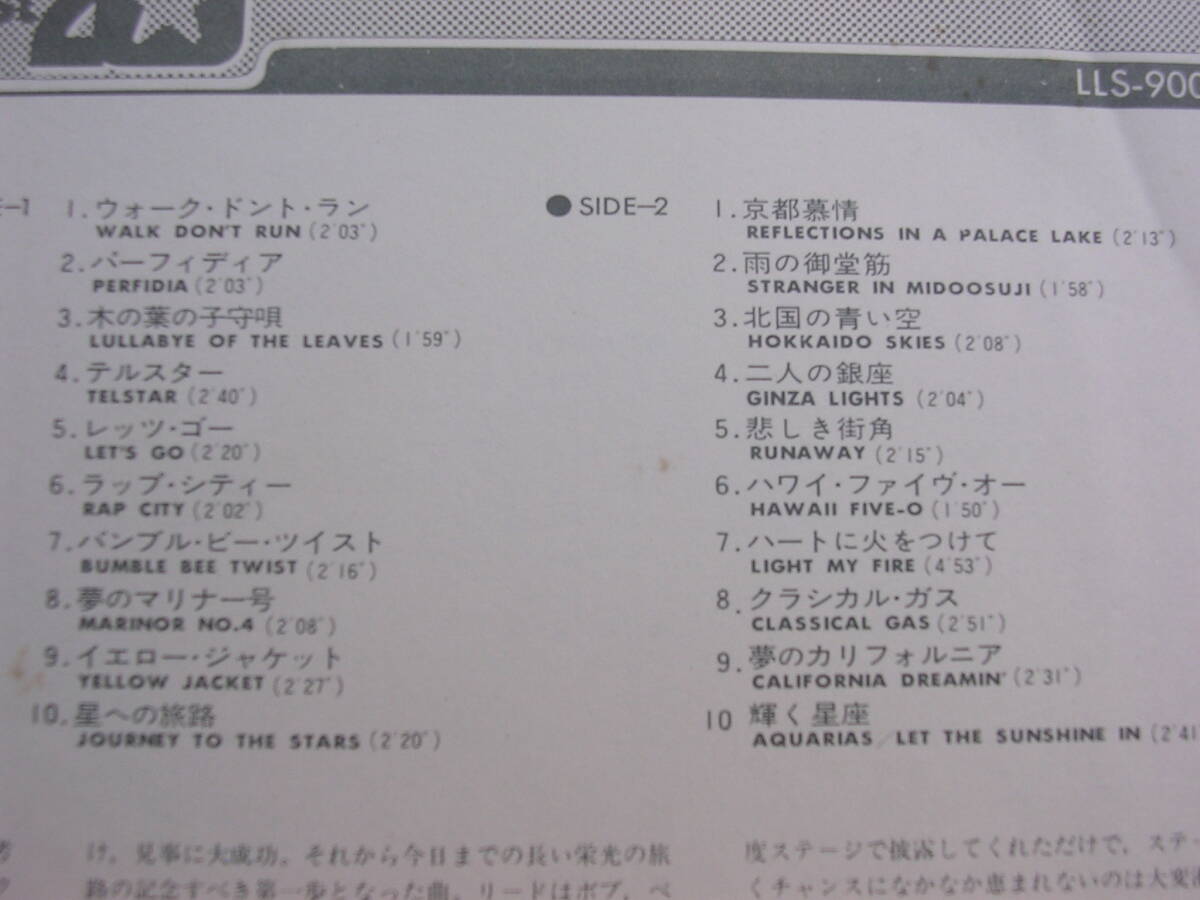 LLS-900
E-1
1. ウォーク・ドント・ラン
WALK DON'T RUN (2'03")
2. パーフィディア
PERFIDIA (2'03")
3. 木の葉の子守唄
LULLABYE OF THE LEAVES (1'59")
4. テルスター
TELSTAR (2'40")
5. レッツ・ゴー
LET'S GO (2'20")
6. ラップ・シティー
RAP CITY (2'02")
7. バンブル・ビー・ツイスト
BUMBLE BEE TWIST (2'16")
8. 夢のマリナー号
MARINOR NO.4 (2'08")
9. イエロー・ジャケット
YELLOW JACKET (2'27")
10. 星への旅路
JOURNEY TO THE STARS (2'20")
● SIDE-2
1. 京都慕情
REFLECTIONS IN A PALACE LAKE (2'13")
2. 雨の御堂筋
STRANGER IN MIDOOSUJI (1'58")
3. 北国の青い空
HOKKAIDO SKIES (2'08")
4. 二人の銀座
GINZA LIGHTS (2'04")
5. 悲しき街角
RUNAWAY (2'15")
6. ハワイ・ファイヴ・オー
HAWAII FIVE-O (1'50")
7. ハートに火をつけて
LIGHT MY FIRE (4'53")
8. クラシカル・ガス
CLASSICAL GAS (2'51")
9. 夢のカリフォルニア
CALIFORNIA DREAMIN' (2'31")
10 輝く星座
AQUARIAS/LET THE SUNSHINE IN (2'41
け，見事に大成功。それから今日までの長い栄光の旅
路の記念すべき第一歩となった曲。リードはボブ。ベ
度ステージで披露してくれただけで，ステー
くチャンスになかなか恵まれないのは大変